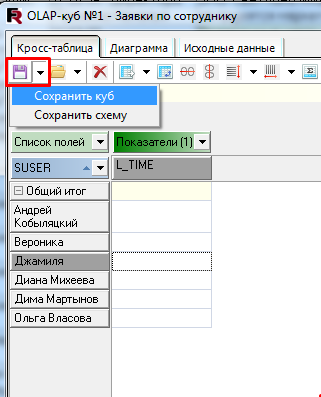 OLAP-куб №1 - Заявки по сотруднику
Кросс-таблица Диаграмма Исходные данные
Сохранить куб
Сохранить схему
Список полей Показатели (1)
SUSER L_TIME
Общий итог
Андрей
Кобыляцкий
Вероника
Джамиля
Диана Михеева
Дима Мартынов
Ольга Власова